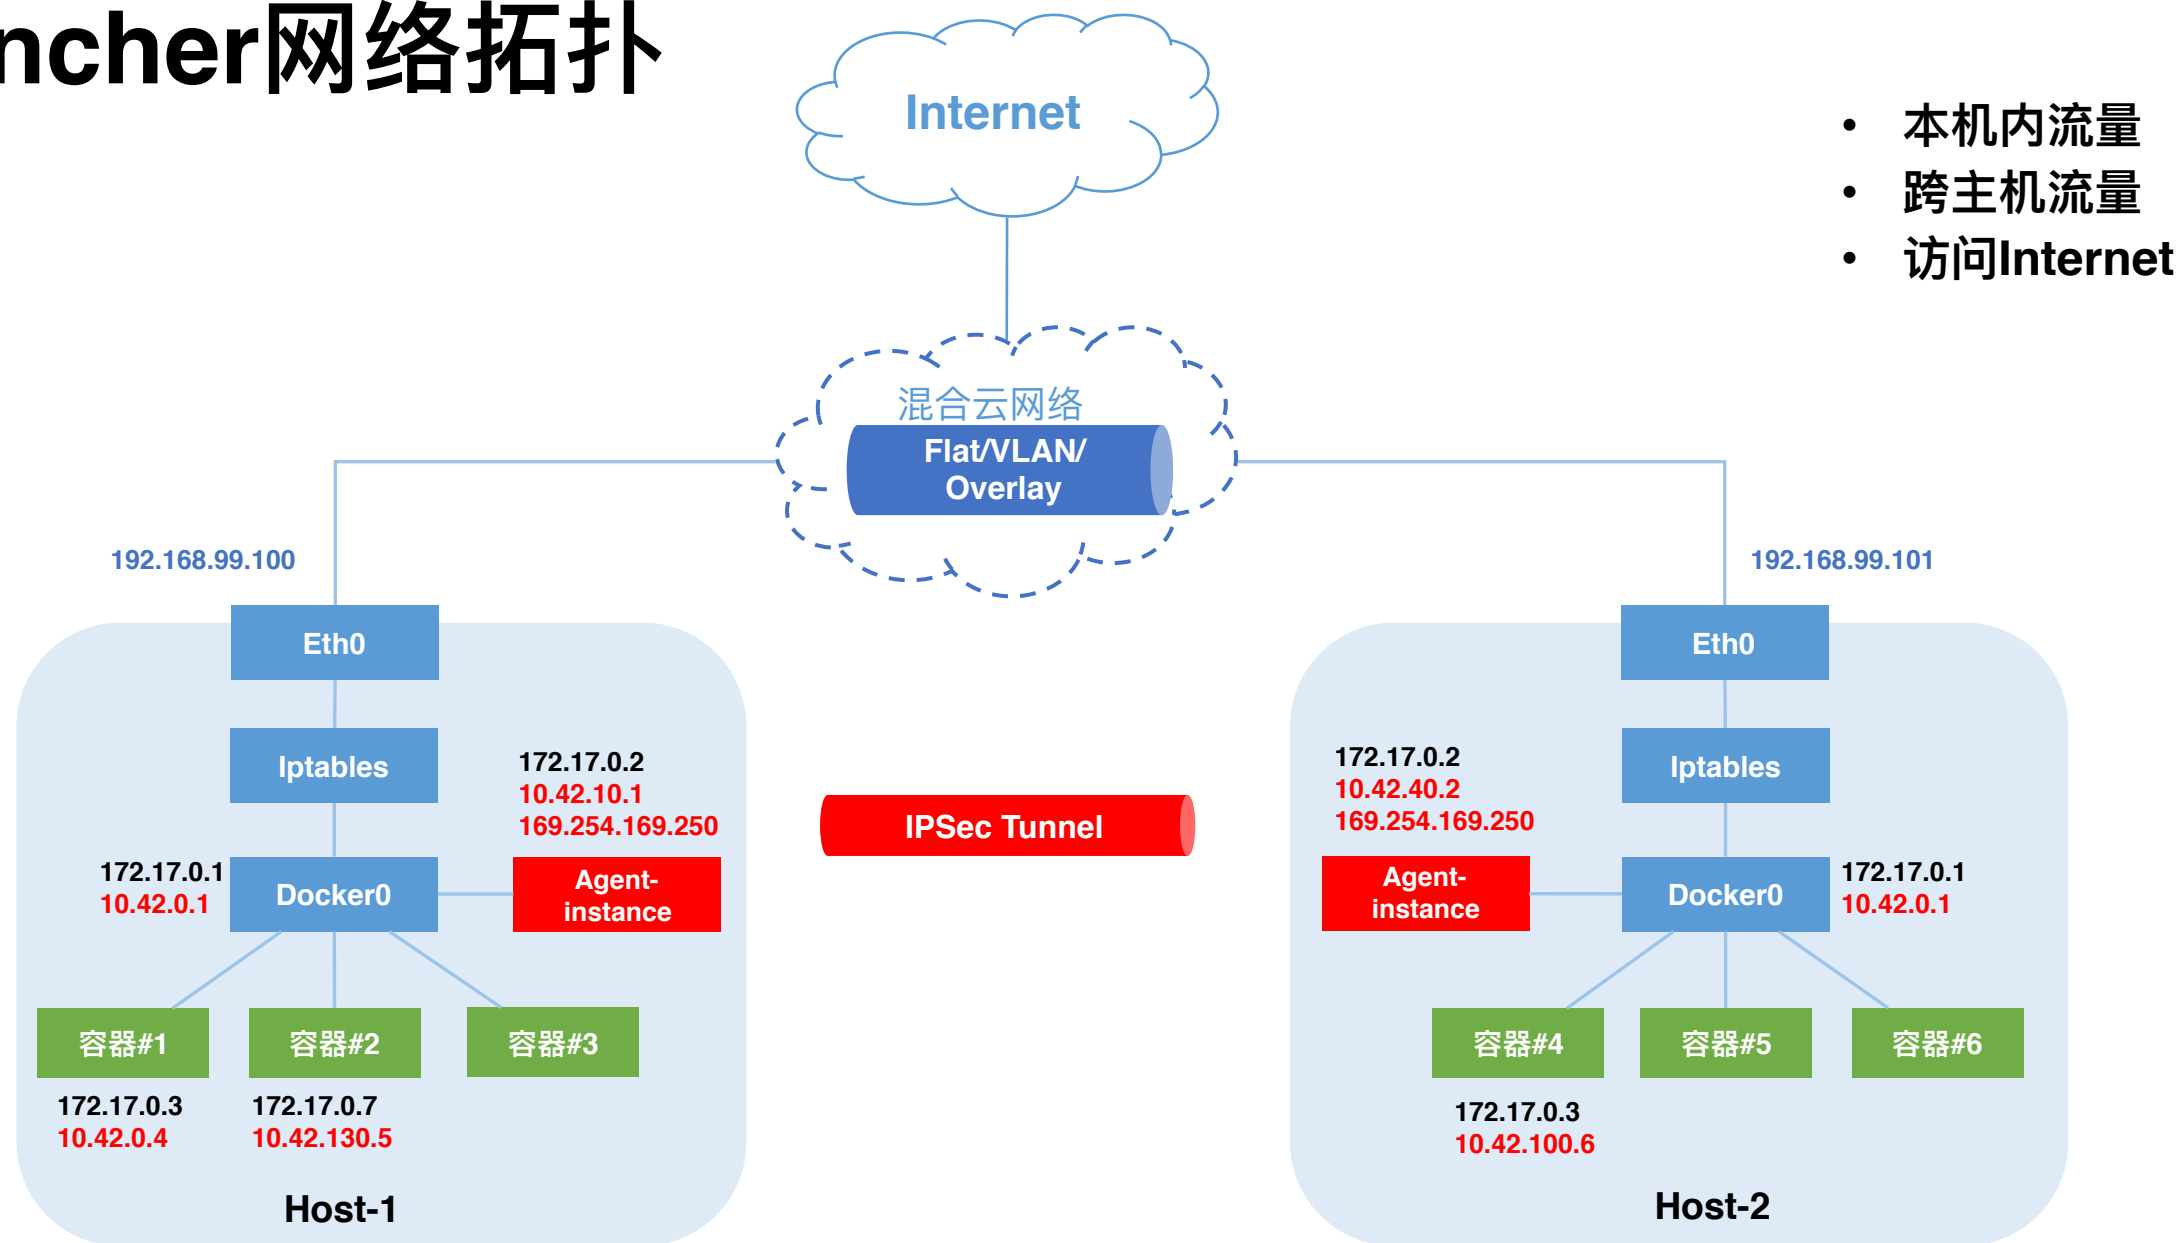 ncher网络拓扑
Internet
• 本机内流量
• 跨主机流量
• 访问Internet
混合云网络
Flat/VLAN/
Overlay
192.168.99.100
192.168.99.101
Eth0
Iptables
172.17.0.2
10.42.10.1
169.254.169.250
172.17.0.1
10.42.0.1
Docker0
Agent-
instance
容器#1
容器#2
容器#3
172.17.0.3
10.42.0.4
172.17.0.7
10.42.130.5
Host-1
IPSec Tunnel
Eth0
Iptables
172.17.0.2
10.42.40.2
169.254.169.250
Agent-
instance
Docker0
172.17.0.1
10.42.0.1
容器#4
容器#5
容器#6
172.17.0.3
10.42.100.6
Host-2